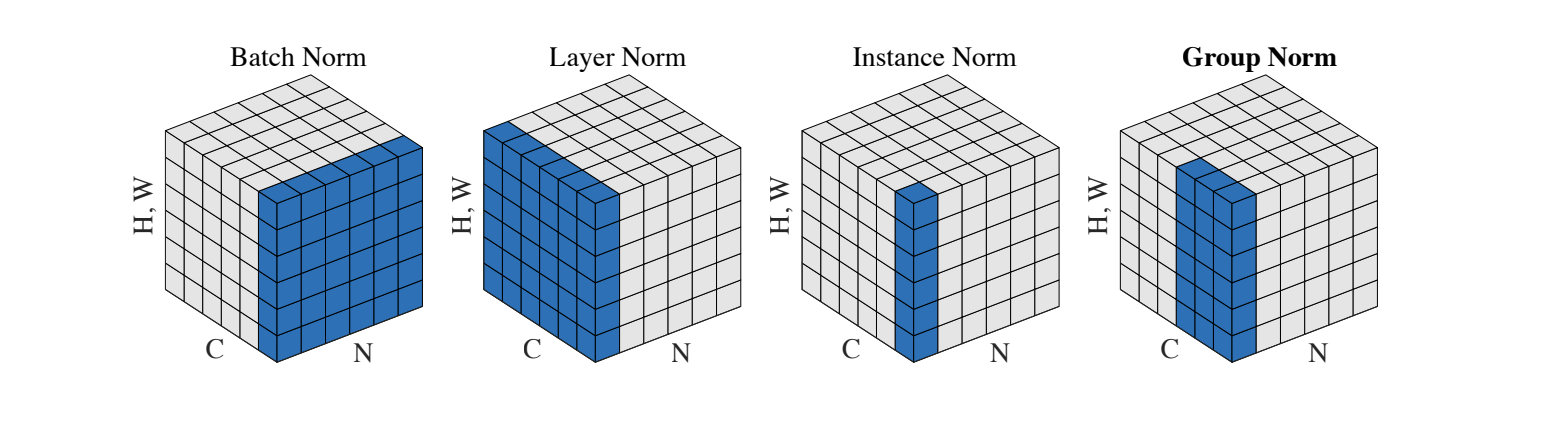 Batch Norm
H, W
C
N
Layer Norm
H, W
C
N
Instance Norm
H, W
C
N
Group Norm
H, W
C
N